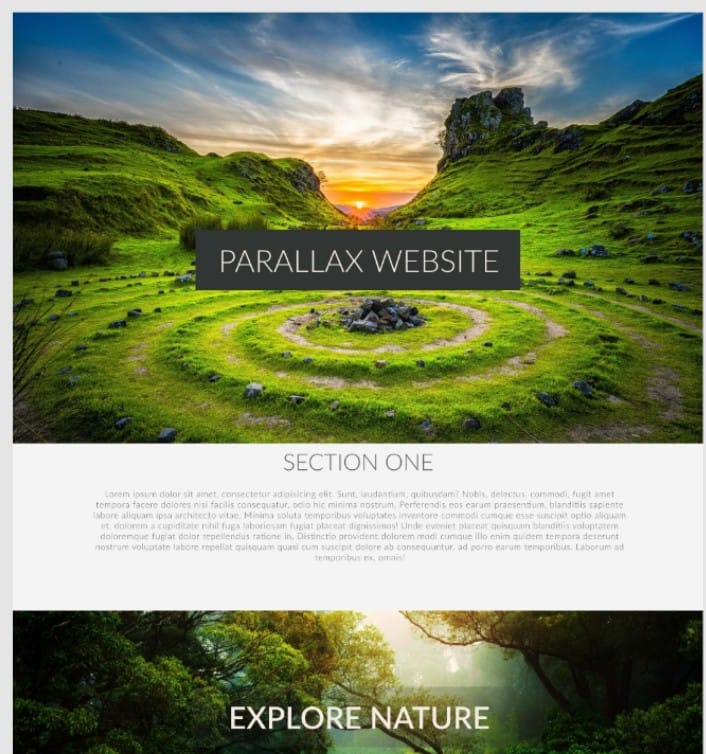 PARALLAX WEBSITE
SECTION ONE
Lorem ipsum dolor sit amet, consectetur adipisicing elit. Sunt, laudantium, quibusdam? Nobis, delectus, commodi, fugit amet
tempora facere dolores nisi facilis consequatur, odio hic minima nostrum. Perferendis eos earum praesentium, blanditiis sapiente
labore aliquam ipsa architecto vitae. Minima soluta temporibus voluptates inventore commodi cumque esse suscipit optio aliquam
et, dolorem a cupiditate nihil fuga laboriosam fugiat placeat dignissimos! Unde eveniet placeat quisquam blanditiis voluptatem
doloremque fugiat dolor repellendus ratione in. Distinctio provident dolorem modi cumque illo enim quidem tempora deserunt
nostrum voluptate labore repellat quisquam quasi cum suscipit dolore ab consequuntur, ad porro earum temporibus. Laborum ad
temporibus ex, omnis!
EXPLORE NATURE